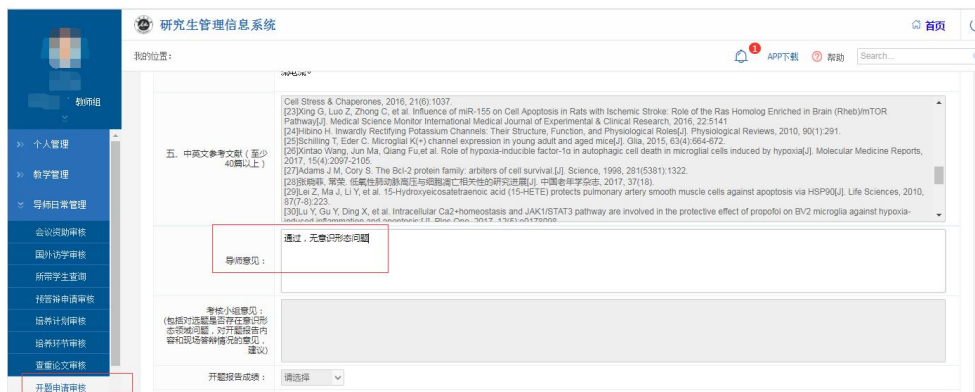 研究生管理信息系统
首页
我的位置：
1
APP下载
帮助
Search...
教师组
个人管理
教学管理
导师日常管理
会议资助审核
国外访学审核
所带学生查询
预答辩申请审核
培养计划审核
培养环节审核
查重论文审核
开题申请审核
五、中英文参考文献（至少
40篇以上）
Cell Stress & Chaperones, 2016, 21(6):1037.
[23]Xing G, Luo Z, Zhong C, et al. Influence of miR-155 on Cell Apoptosis in Rats with Ischemic Stroke: Role of the Ras Homolog Enriched in Brain (Rheb)/mTOR
Pathway[J]. Medical Science Monitor International Medical Journal of Experimental & Clinical Research, 2016, 22:5141
[24]Hibino H. Inwardly Rectifying Potassium Channels: Their Structure, Function, and Physiological Roles[J]. Physiological Reviews, 2010, 90(1):291.
[25]Schilling T, Eder C. Microglial K(+) channel expression in young adult and aged mice[J]. Glia, 2015, 63(4):664-672.
[26]Xintao Wang, Jun Ma, Qiang Fu,et al. Role of hypoxia-inducible factor-1α in autophagic cell death in microglial cells induced by hypoxia[J]. Molecular Medicine Reports,
2017, 15(4):2097-2105.
[27]Adams J M, Cory S. The Bcl-2 protein family: arbiters of cell survival.[J]. Science, 1998, 281(5381):1322.
[28]张晓菲, 常荣. 低氧性肺动脉高压与细胞凋亡相关性的研究进展[J]. 中国老年学杂志, 2017, 37(18).
[29]Lei Z, Ma J, Li Y, et al. 15-Hydroxyeicosatetraenoic acid (15-HETE) protects pulmonary artery smooth muscle cells against apoptosis via HSP90[J]. Life Sciences, 2010,
87(7-8):223.
[30]Lu Y, Gu Y, Ding X, et al. Intracellular Ca2+homeostasis and JAK1/STAT3 pathway are involved in the protective effect of propofol on BV2 microglia against hypoxia-
induced inflammation and apoptosis[J]. Plos One, 2017, 12(5):e0178098.
导师意见：
通过，无意识形态问题
考核小组意见：
(包括对选题是否存在意识形
态领域问题，对开题报告内
容和现场答辩情况的意见，
建议)
开题报告成绩：
请选择